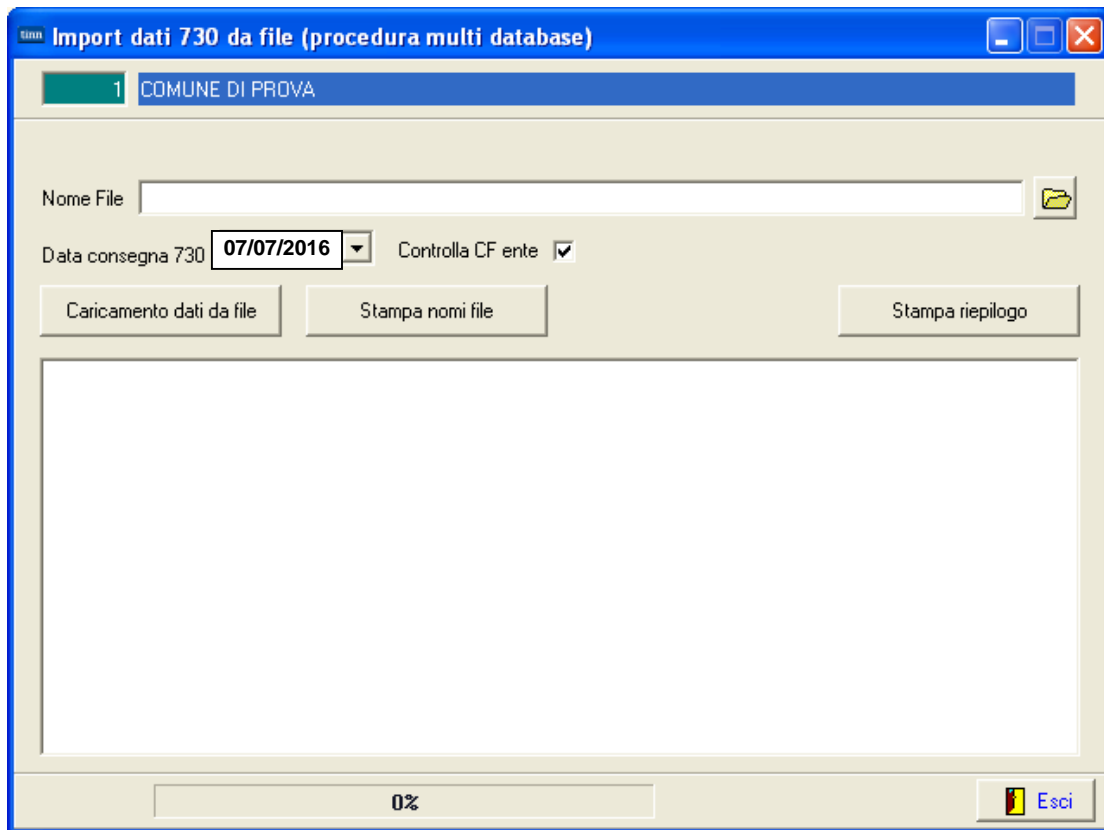 tinn Import dati 730 da file (procedura multi database)
1 COMUNE DI PROVA
Nome File
Data consegna 730 07/07/2016 Controlla CF ente
Caricamento dati da file Stampa nomi file Stampa riepilogo
0% Esci